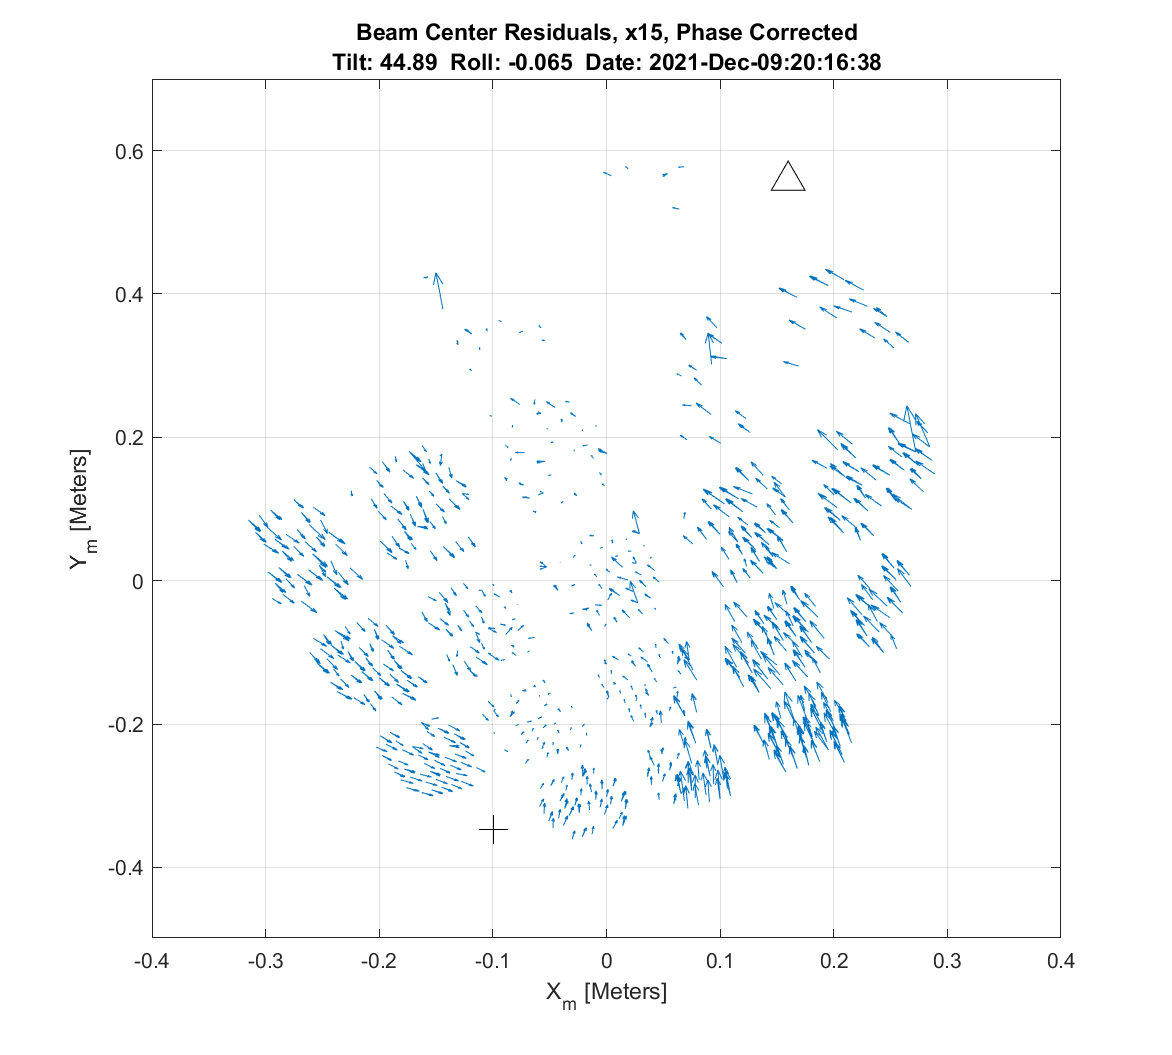 Beam Center Residuals, x15, Phase Corrected
Tilt: 44.89 Roll: -0.065 Date: 2021-Dec-09:20:16:38
0.6
0.4
0.2
0
-0.2
-0.4
Y_m [Meters]
-0.4 -0.3 -0.2 -0.1 0 0.1 0.2 0.3 0.4
X_m [Meters]